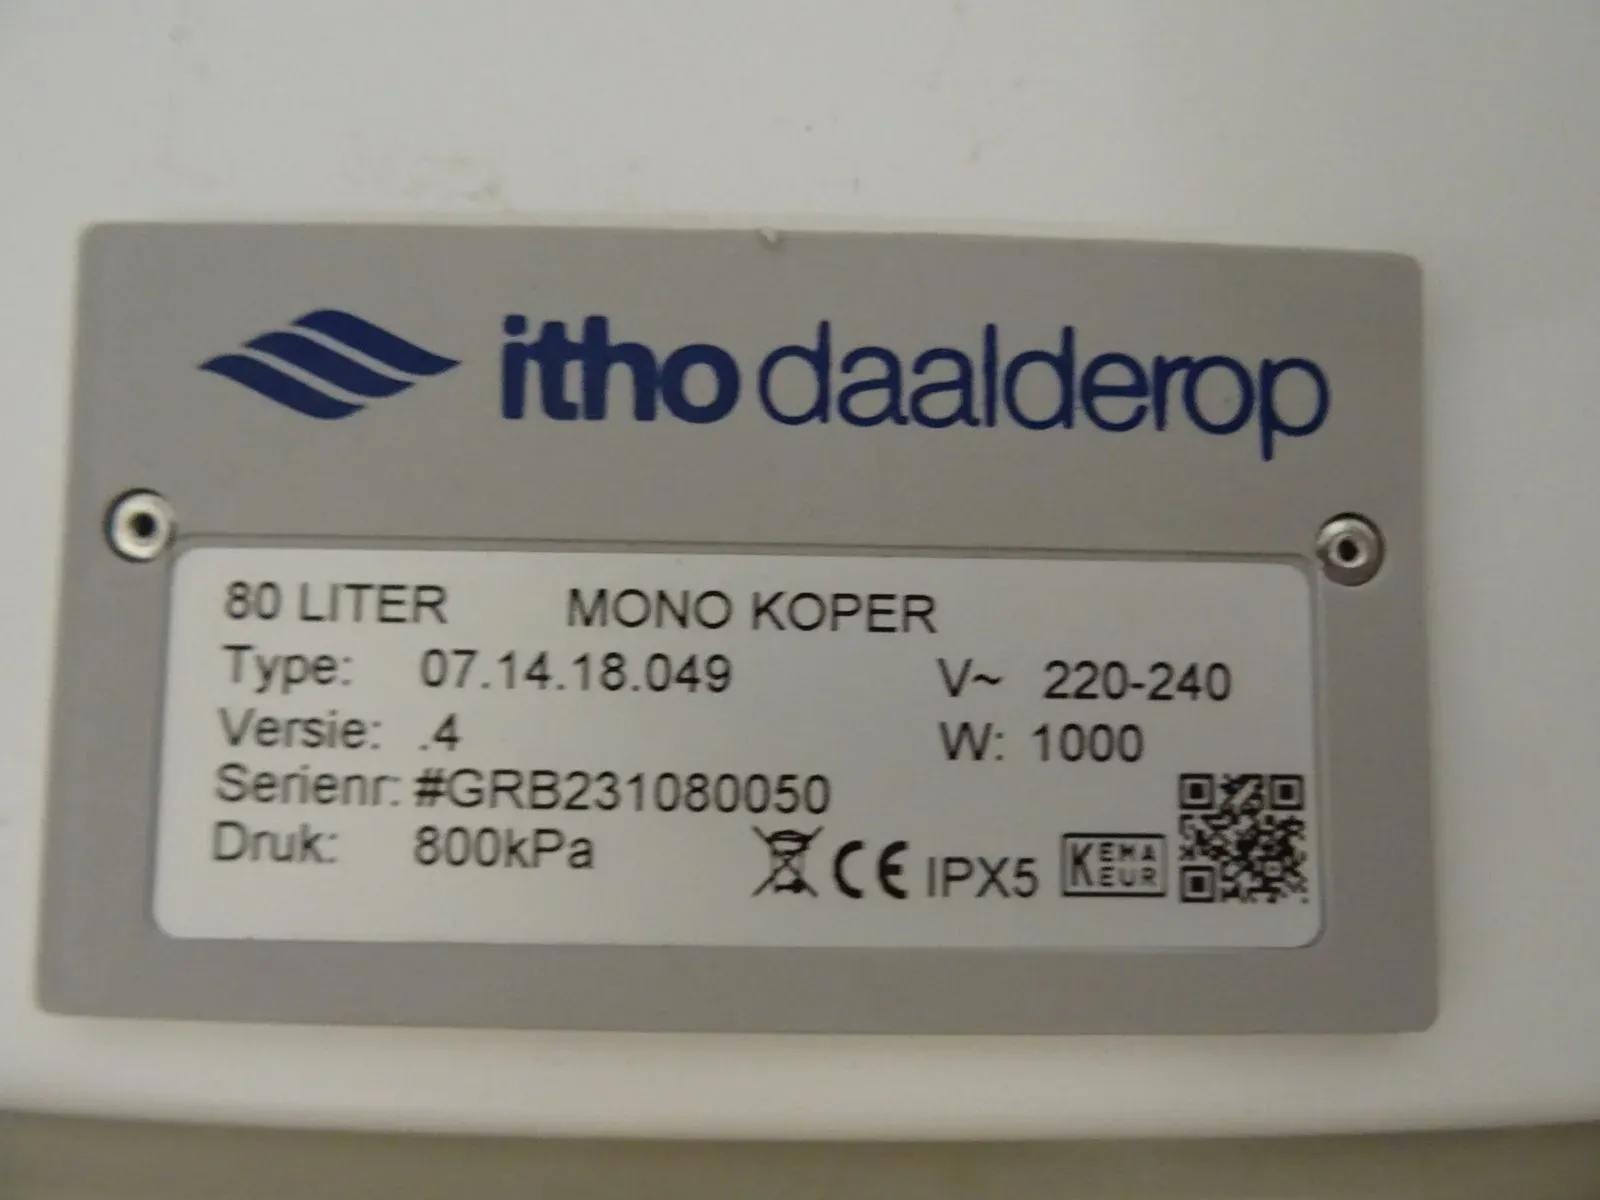 itho daalderop
80 LITER MONO KOPER
Type: 07.14.18.049 V~ 220-240
Versie: .4 W: 1000
Serienr: #GRB231080050
Druk: 800kPa CE IPX5 KEMA EUR